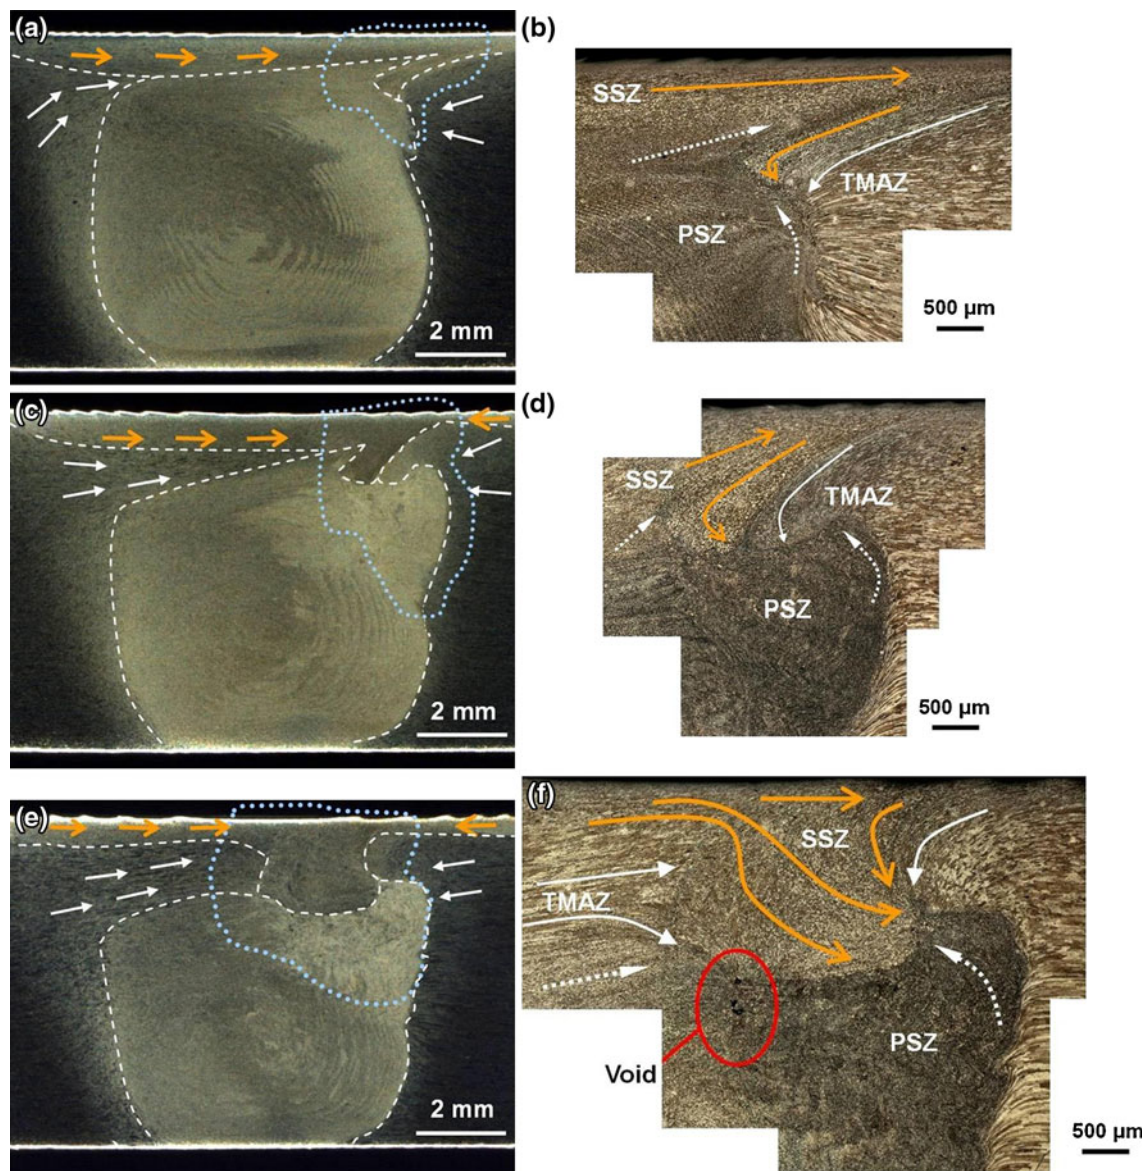 (a)
2 mm
(b)
SSZ
TMAZ
PSZ
500 µm
(c)
2 mm
(d)
SSZ
TMAZ
PSZ
500 µm
(e)
2 mm
(f)
SSZ
TMAZ
PSZ
Void
500 µm